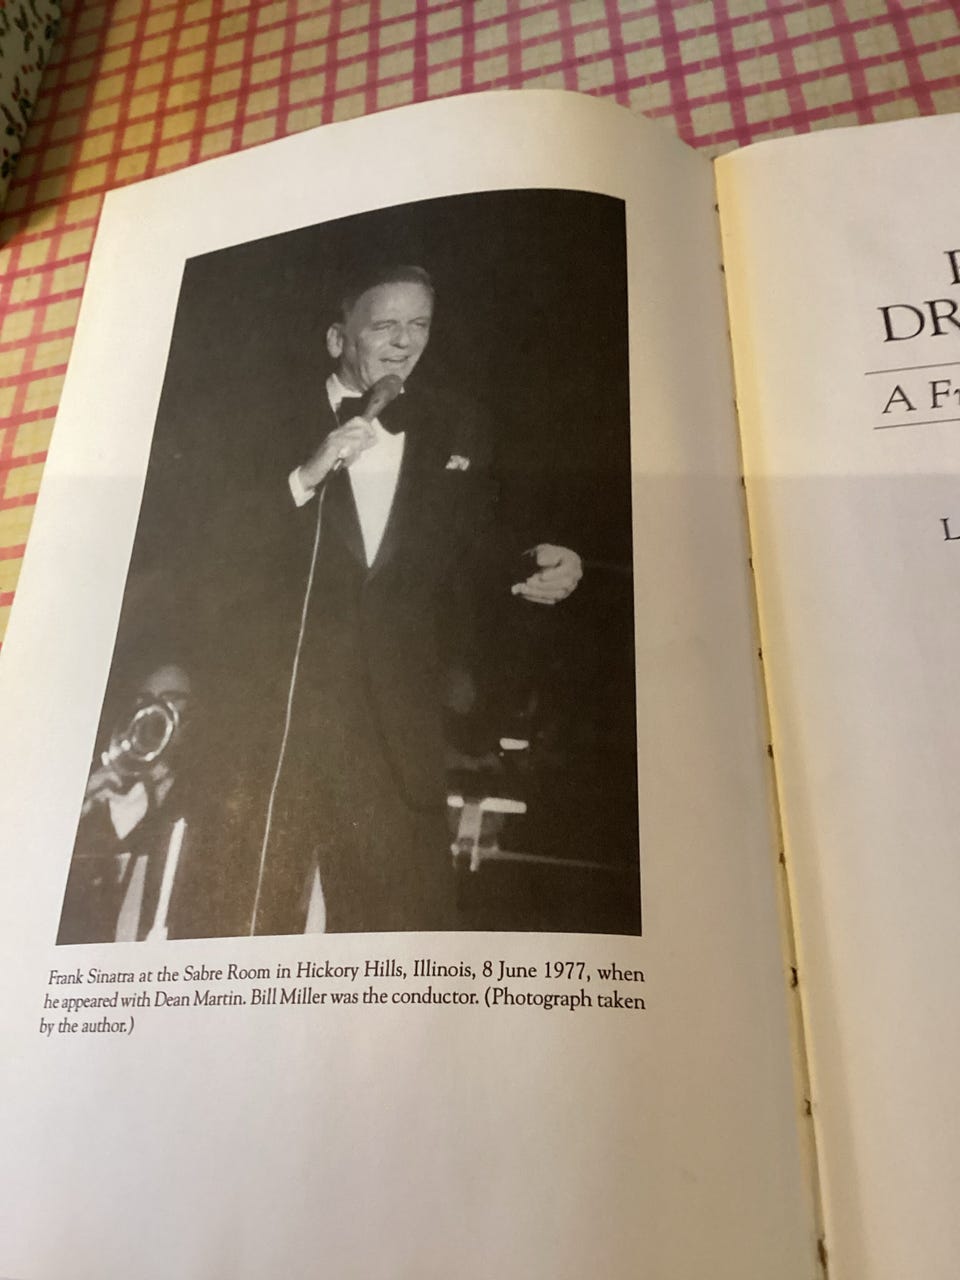 Frank Sinatra at the Sabre Room in Hickory Hills, Illinois, 8 June 1977, when
he appeared with Dean Martin. Bill Miller was the conductor. (Photograph taken
by the author.)
DR
A Fr
L